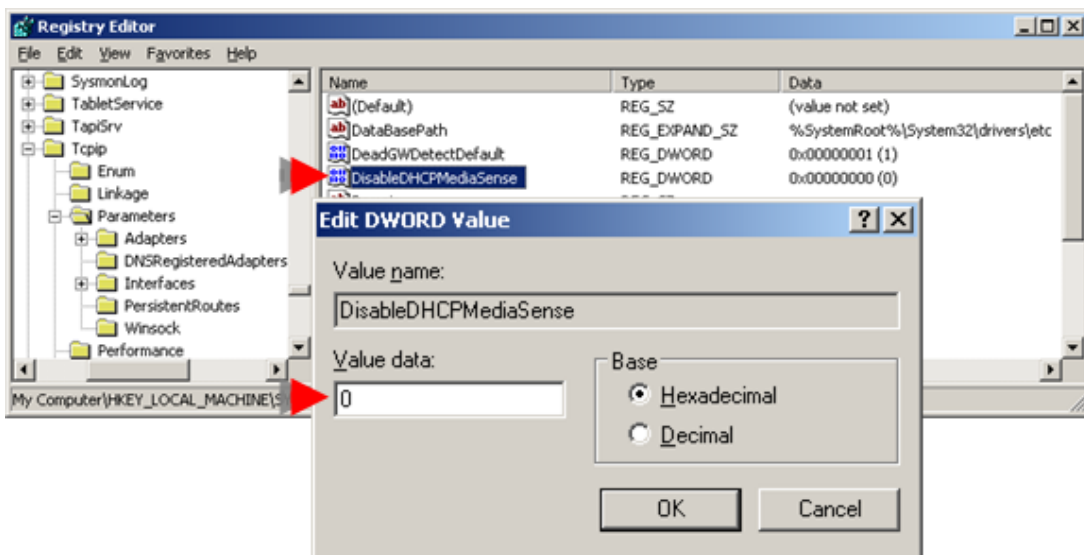 Registry Editor
File Edit View Favorites Help
SysmonLog
TabletService
TapiSrv
Tcpip
Enum
Linkage
Parameters
Adapters
DNSRegisteredAdapters
Interfaces
PersistentRoutes
Winsock
Performance
Name Type Data
(Default) REG_SZ (value not set)
DataBasePath REG_EXPAND_SZ %SystemRoot%\System32\drivers\etc
DeadGWDetectDefault REG_DWORD 0x00000001 (1)
DisableDHCPMediaSense REG_DWORD 0x00000000 (0)
My Computer\HKEY_LOCAL_MACHINE\S
Edit DWORD Value
Value name:
DisableDHCPMediaSense
Value data:
0
Base
Hexadecimal
Decimal
OK Cancel